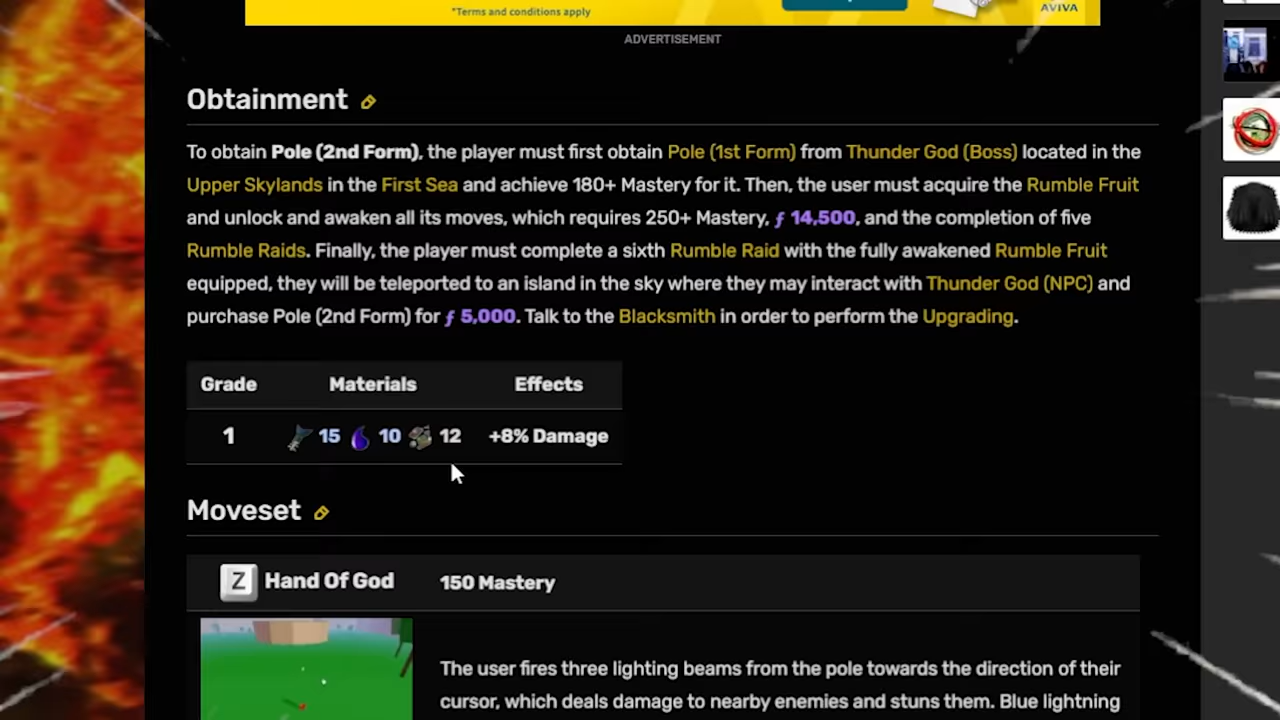 *Terms and conditions apply
AVIVA
ADVERTISEMENT
Obtainment
To obtain Pole (2nd Form), the player must first obtain Pole (1st Form) from Thunder God (Boss) located in the
Upper Skylands in the First Sea and achieve 180+ Mastery for it. Then, the user must acquire the Rumble Fruit
and unlock and awaken all its moves, which requires 250+ Mastery, ƒ 14,500, and the completion of five
Rumble Raids. Finally, the player must complete a sixth Rumble Raid with the fully awakened Rumble Fruit
equipped, they will be teleported to an island in the sky where they may interact with Thunder God (NPC) and
purchase Pole (2nd Form) for ƒ 5,000. Talk to the Blacksmith in order to perform the Upgrading.
Grade Materials Effects
1 15 10 12 +8% Damage
Moveset
Z Hand Of God 150 Mastery
The user fires three lighting beams from the pole towards the direction of their
cursor, which deals damage to nearby enemies and stuns them. Blue lightning